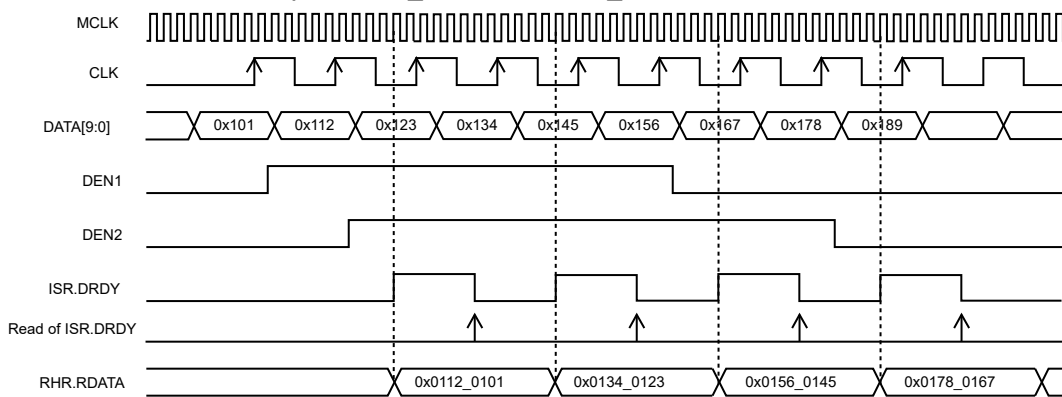 MCLK
CLK
DATA[9:0] 0x101 0x112 0x123 0x134 0x145 0x156 0x167 0x178 0x189
DEN1
DEN2
ISR.DRDY
Read of ISR.DRDY
RHR.RDATA 0x0112_0101 0x0134_0123 0x0156_0145 0x0178_0167